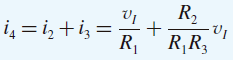 i₄ = i₂ + i₃ = v_I/R₁ + R₂/(R₁R₃) v_I